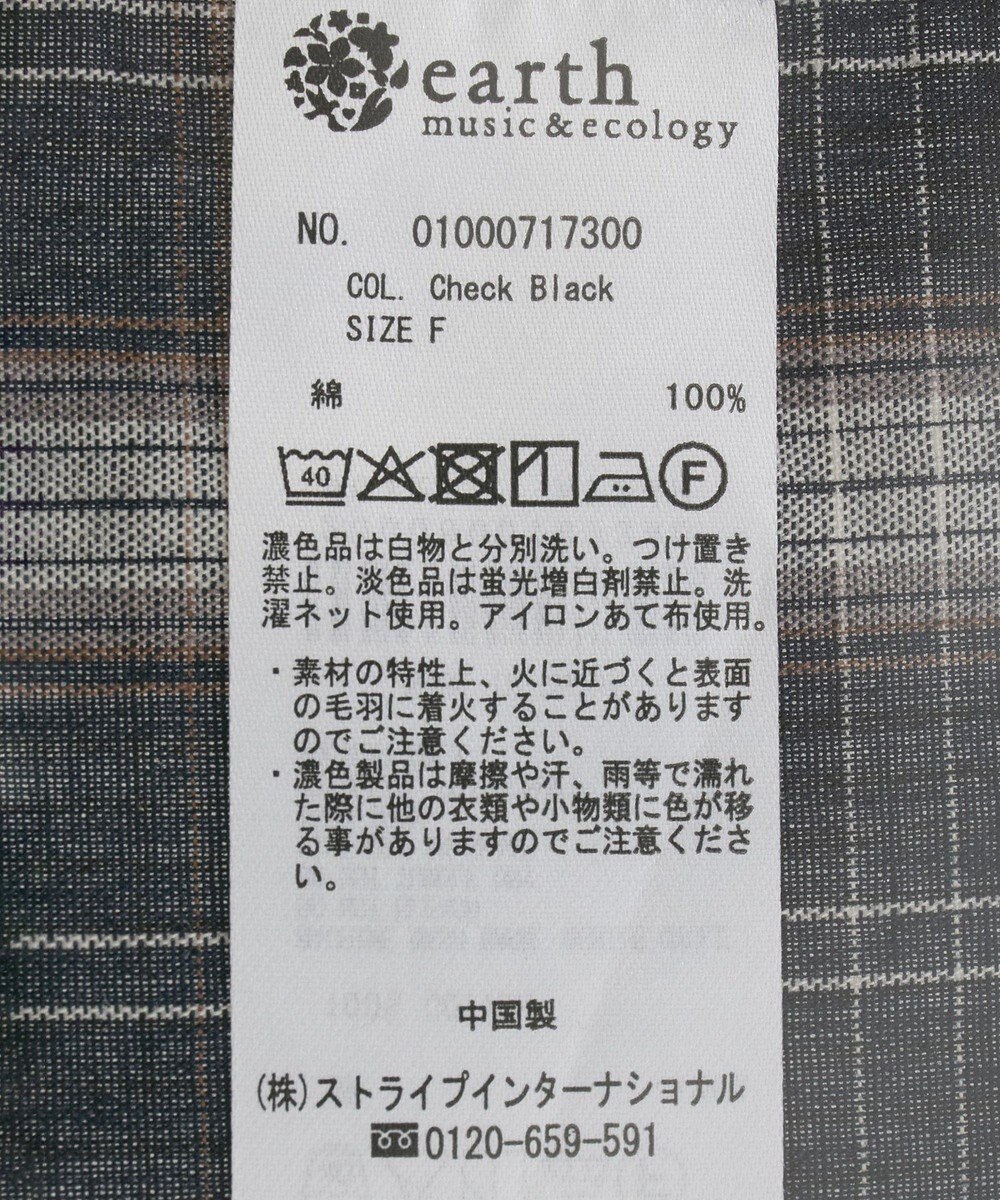 earth
music&ecology
NO. 01000717300
COL. Check Black
SIZE F
綿 100%
40 F
濃色品は白物と分別洗い。つけ置き
禁止。淡色品は蛍光増白剤禁止。洗
濯ネット使用。アイロンあて布使用。
・素材の特性上、火に近づくと表面
の毛羽に着火することがあります
のでご注意ください。
・濃色製品は摩擦や汗、雨等で濡れ
た際に他の衣類や小物類に色が移
る事がありますのでご注意くださ
い。
中国製
(株)ストライプインターナショナル
0120-659-591